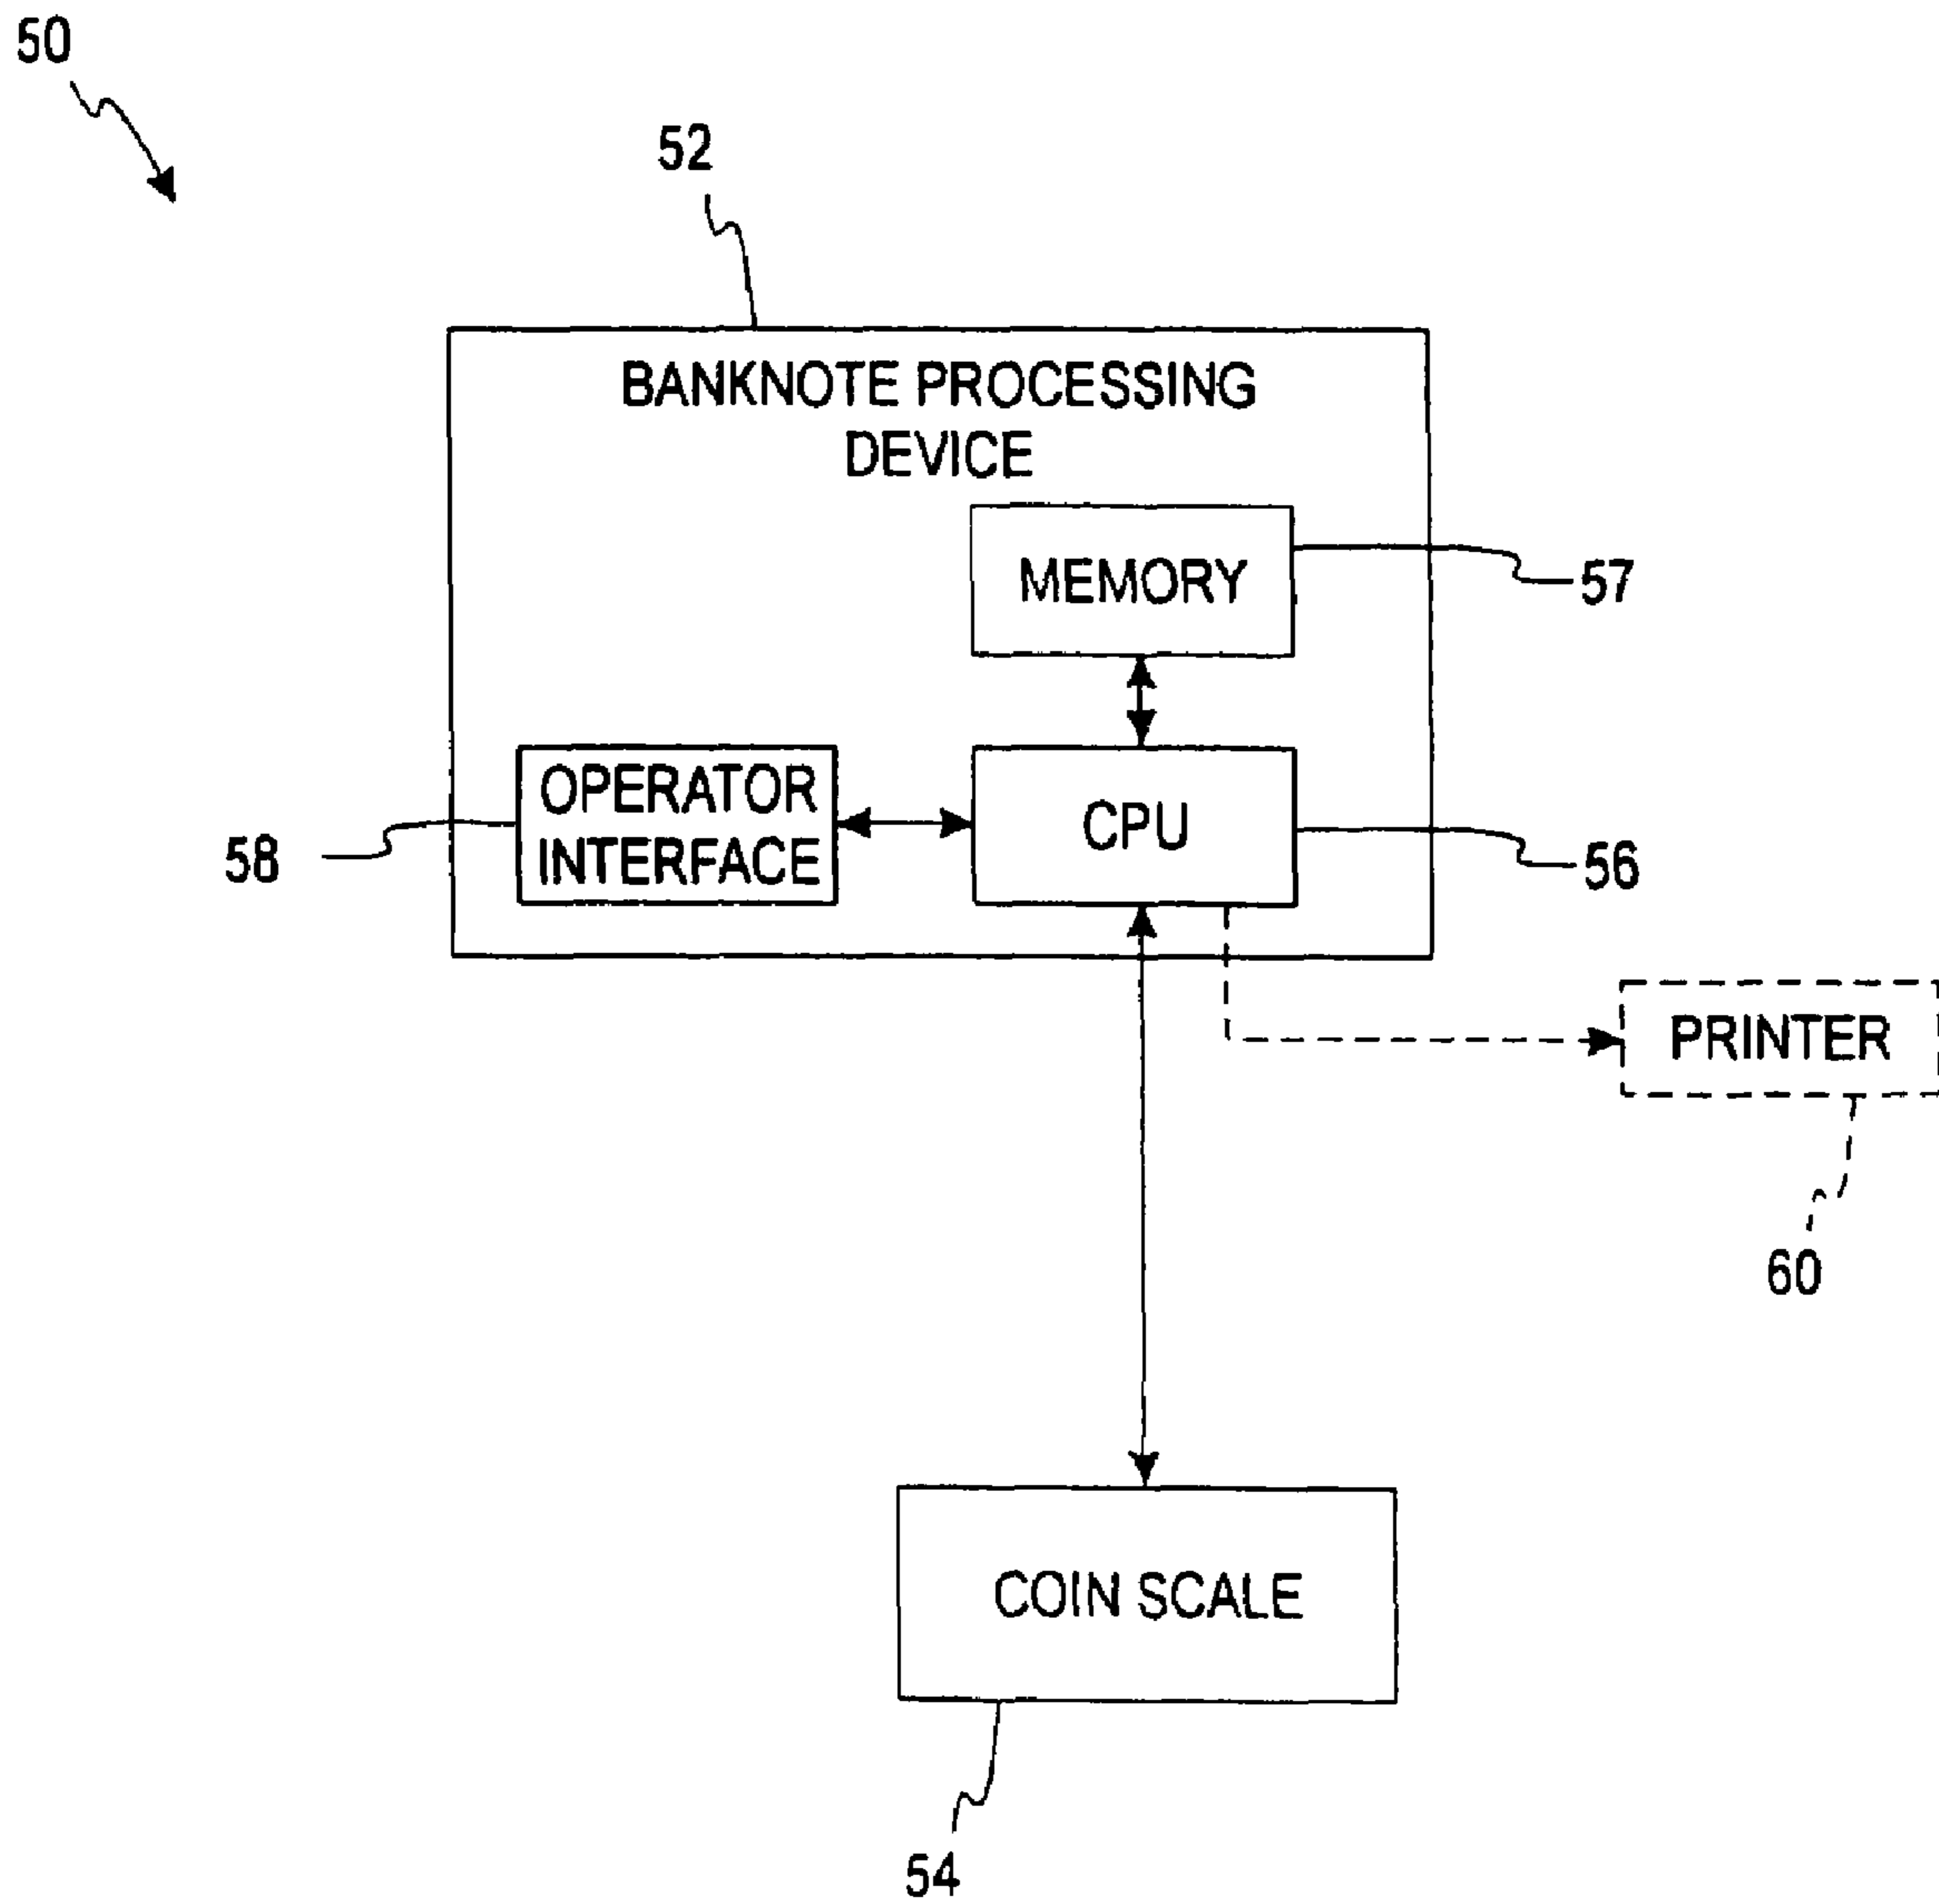 50
52
BANKNOTE PROCESSING
DEVICE
MEMORY
57
OPERATOR
INTERFACE
CPU
58
56
PRINTER
60
COIN SCALE
54